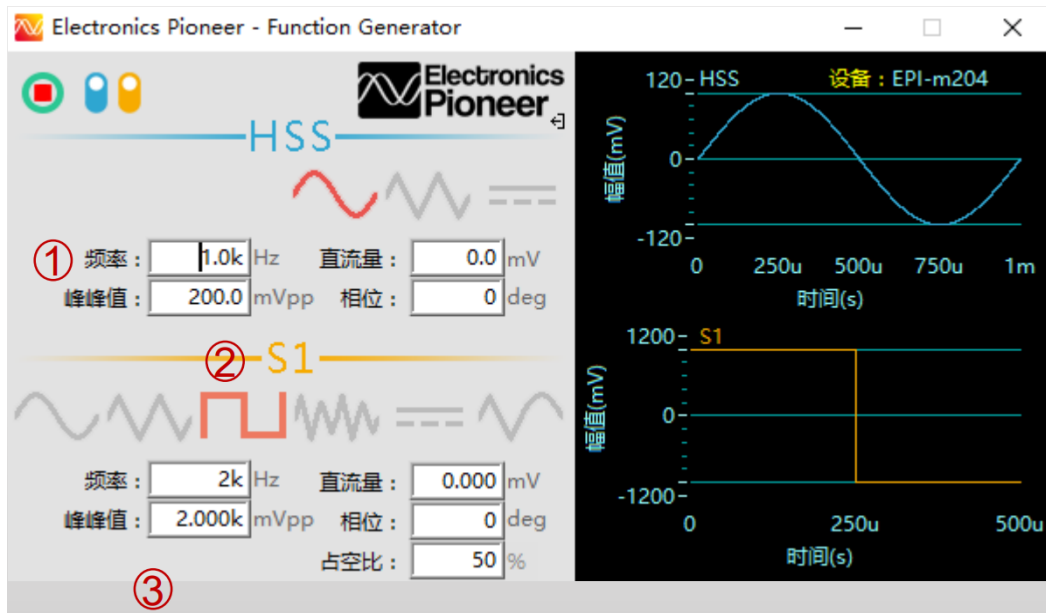 Electronics Pioneer - Function Generator
Electronics
Pioneer
HSS
① 频率： 1.0k Hz 直流量： 0.0 mV
峰峰值： 200.0 mVpp 相位： 0 deg
② S1
频率： 2k Hz 直流量： 0.000 mV
峰峰值： 2.000k mVpp 相位： 0 deg
占空比： 50 %
③
120 HSS 设备：EPI-m204
幅值(mV)
0
-120
0 250u 500u 750u 1m
时间(s)
1200 S1
幅值(mV)
0
-1200
0 250u 500u
时间(s)